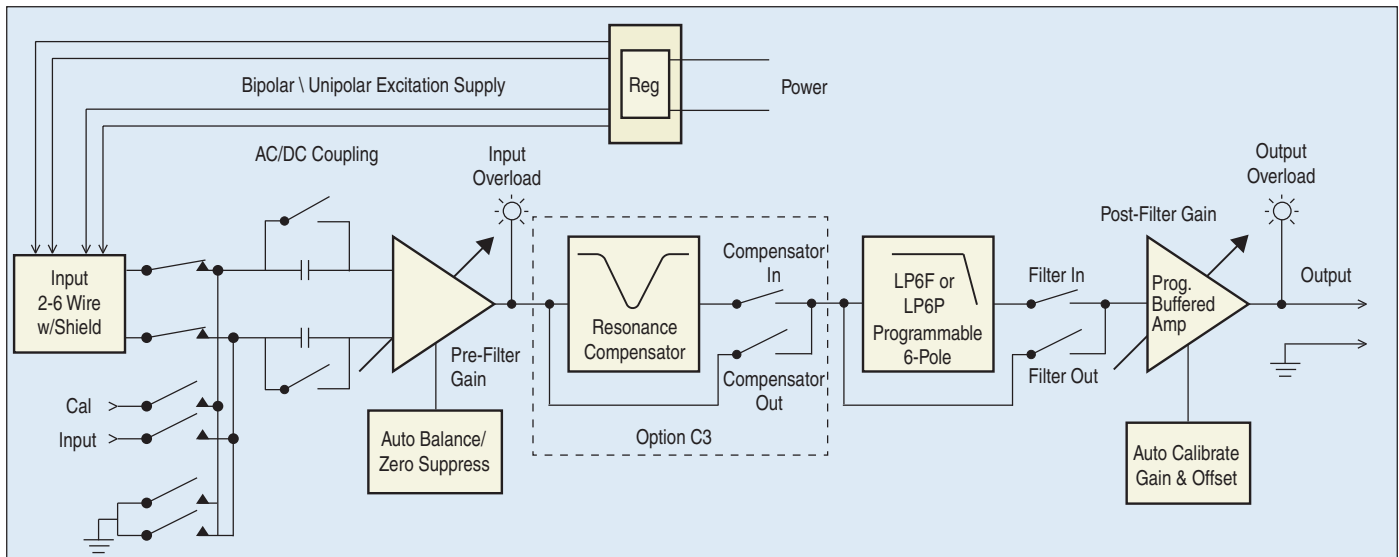 Bipolar \ Unipolar Excitation Supply
Reg
Power
AC/DC Coupling
Input
Overload
Output
Overload
Post-Filter Gain
Input
2-6 Wire
w/Shield
Compensator
In
Resonance
Compensator
Compensator
Out
Option C3
LP6F or
LP6P
Programmable
6-Pole
Filter In
Filter Out
Prog.
Buffered
Amp
Output
Pre-Filter
Gain
Cal
Input
Auto Balance/
Zero Suppress
Auto Calibrate
Gain & Offset